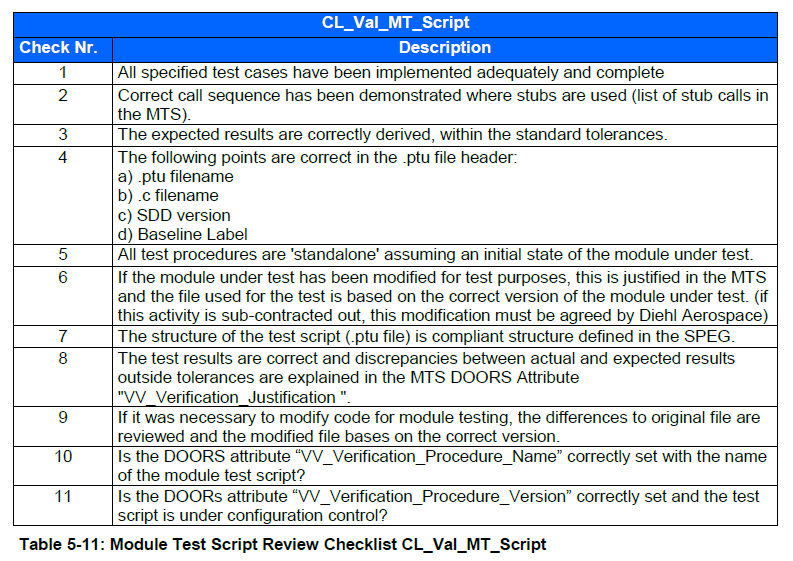 CL_Val_MT_Script
Check Nr. Description
1 All specified test cases have been implemented adequately and complete
2 Correct call sequence has been demonstrated where stubs are used (list of stub calls in
the MTS).
3 The expected results are correctly derived, within the standard tolerances.
4 The following points are correct in the .ptu file header:
a) .ptu filename
b) .c filename
c) SDD version
d) Baseline Label
5 All test procedures are 'standalone' assuming an initial state of the module under test.
6 If the module under test has been modified for test purposes, this is justified in the MTS
and the file used for the test is based on the correct version of the module under test. (if
this activity is sub-contracted out, this modification must be agreed by Diehl Aerospace)
7 The structure of the test script (.ptu file) is compliant structure defined in the SPEG.
8 The test results are correct and discrepancies between actual and expected results
outside tolerances are explained in the MTS DOORS Attribute
"VV_Verification_Justification ".
9 If it was necessary to modify code for module testing, the differences to original file are
reviewed and the modified file bases on the correct version.
10 Is the DOORS attribute “VV_Verification_Procedure_Name” correctly set with the name
of the module test script?
11 Is the DOORs attribute “VV_Verification_Procedure_Version” correctly set and the test
script is under configuration control?
Table 5-11: Module Test Script Review Checklist CL_Val_MT_Script